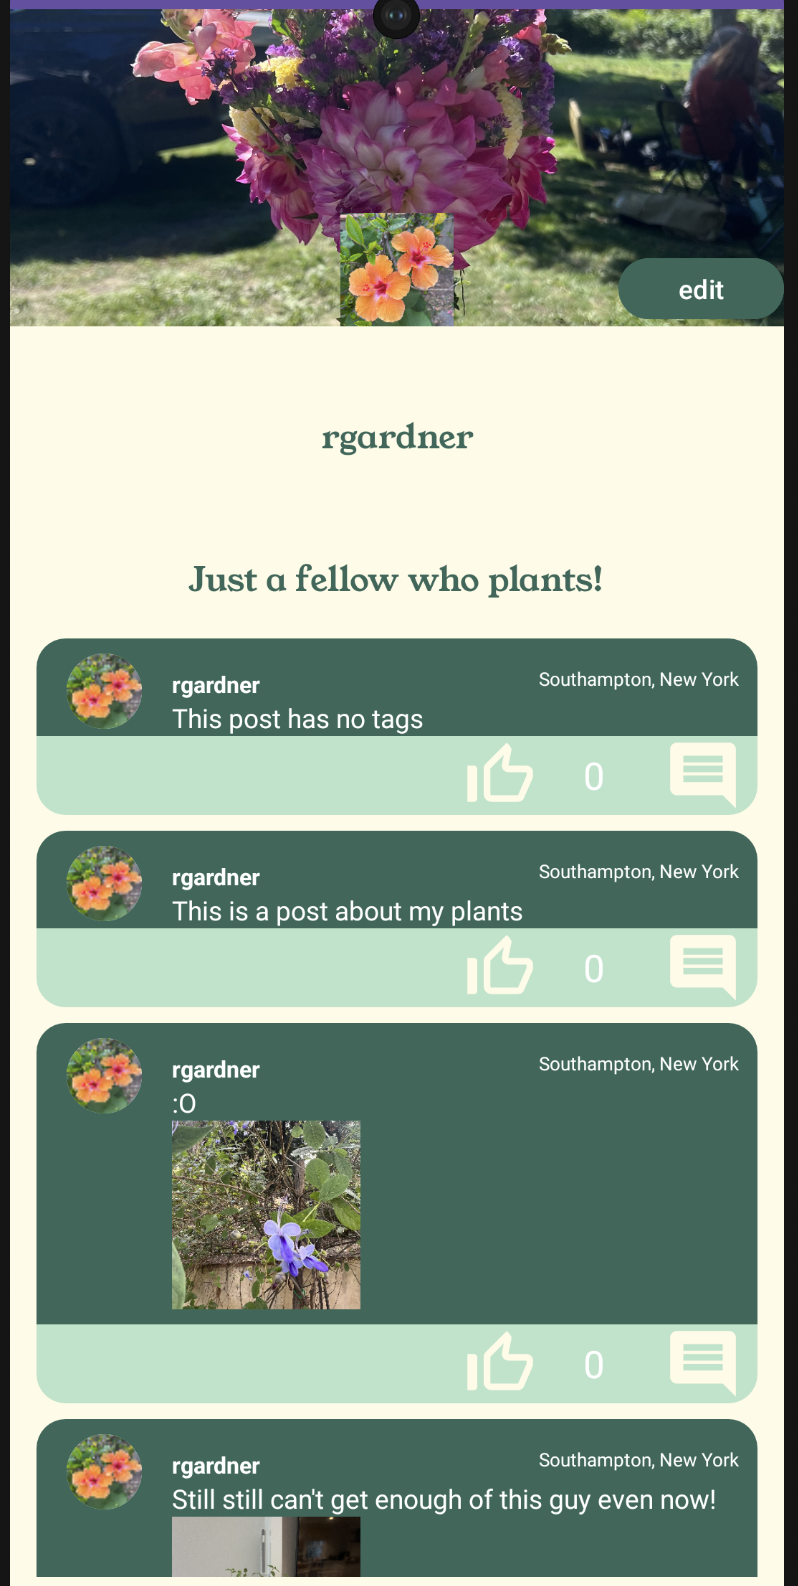 edit
rgardner
Just a fellow who plants!
rgardner
Southampton, New York
This post has no tags
0
rgardner
Southampton, New York
This is a post about my plants
0
rgardner
Southampton, New York
:O
0
rgardner
Southampton, New York
Still still can't get enough of this guy even now!